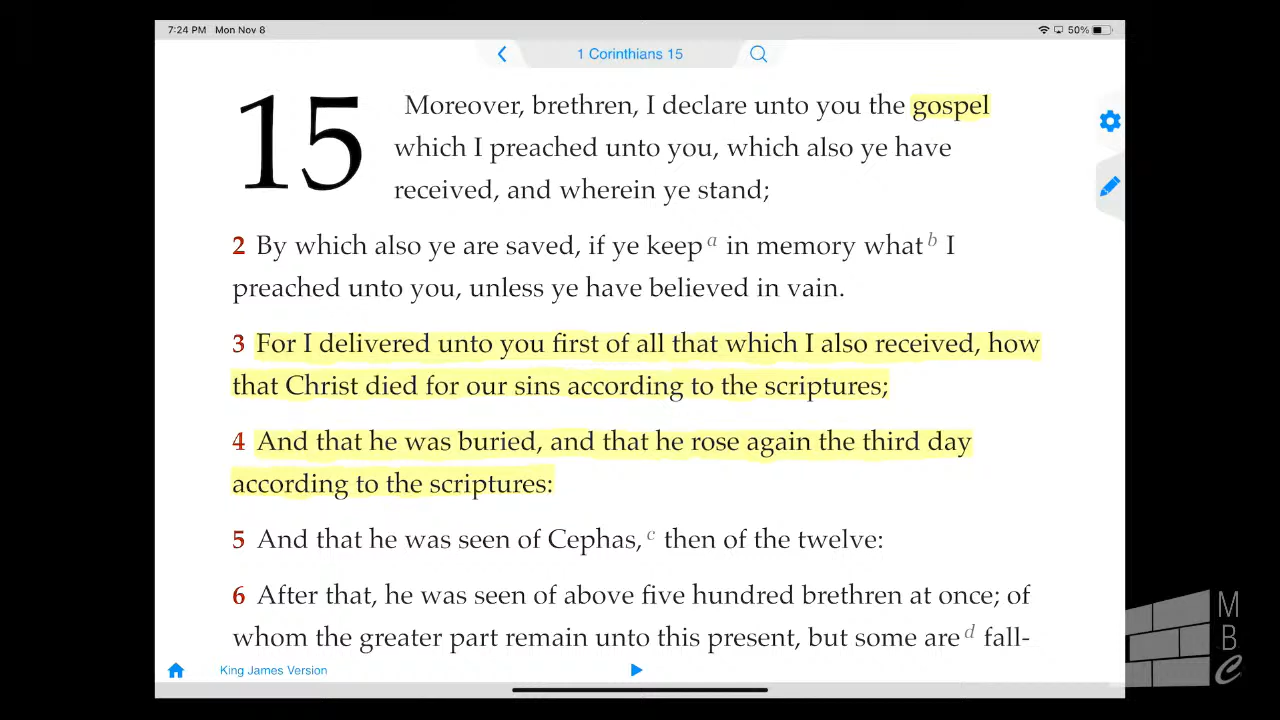 7:24 PM Mon Nov 8
50%
1 Corinthians 15
15
Moreover, brethren, I declare unto you the gospel
which I preached unto you, which also ye have
received, and wherein ye stand;
2 By which also ye are saved, if ye keep a in memory what b I
preached unto you, unless ye have believed in vain.
3 For I delivered unto you first of all that which I also received, how
that Christ died for our sins according to the scriptures;
4 And that he was buried, and that he rose again the third day
according to the scriptures:
5 And that he was seen of Cephas, c then of the twelve:
6 After that, he was seen of above five hundred brethren at once; of
whom the greater part remain unto this present, but some are d fall-
King James Version
M
B
C